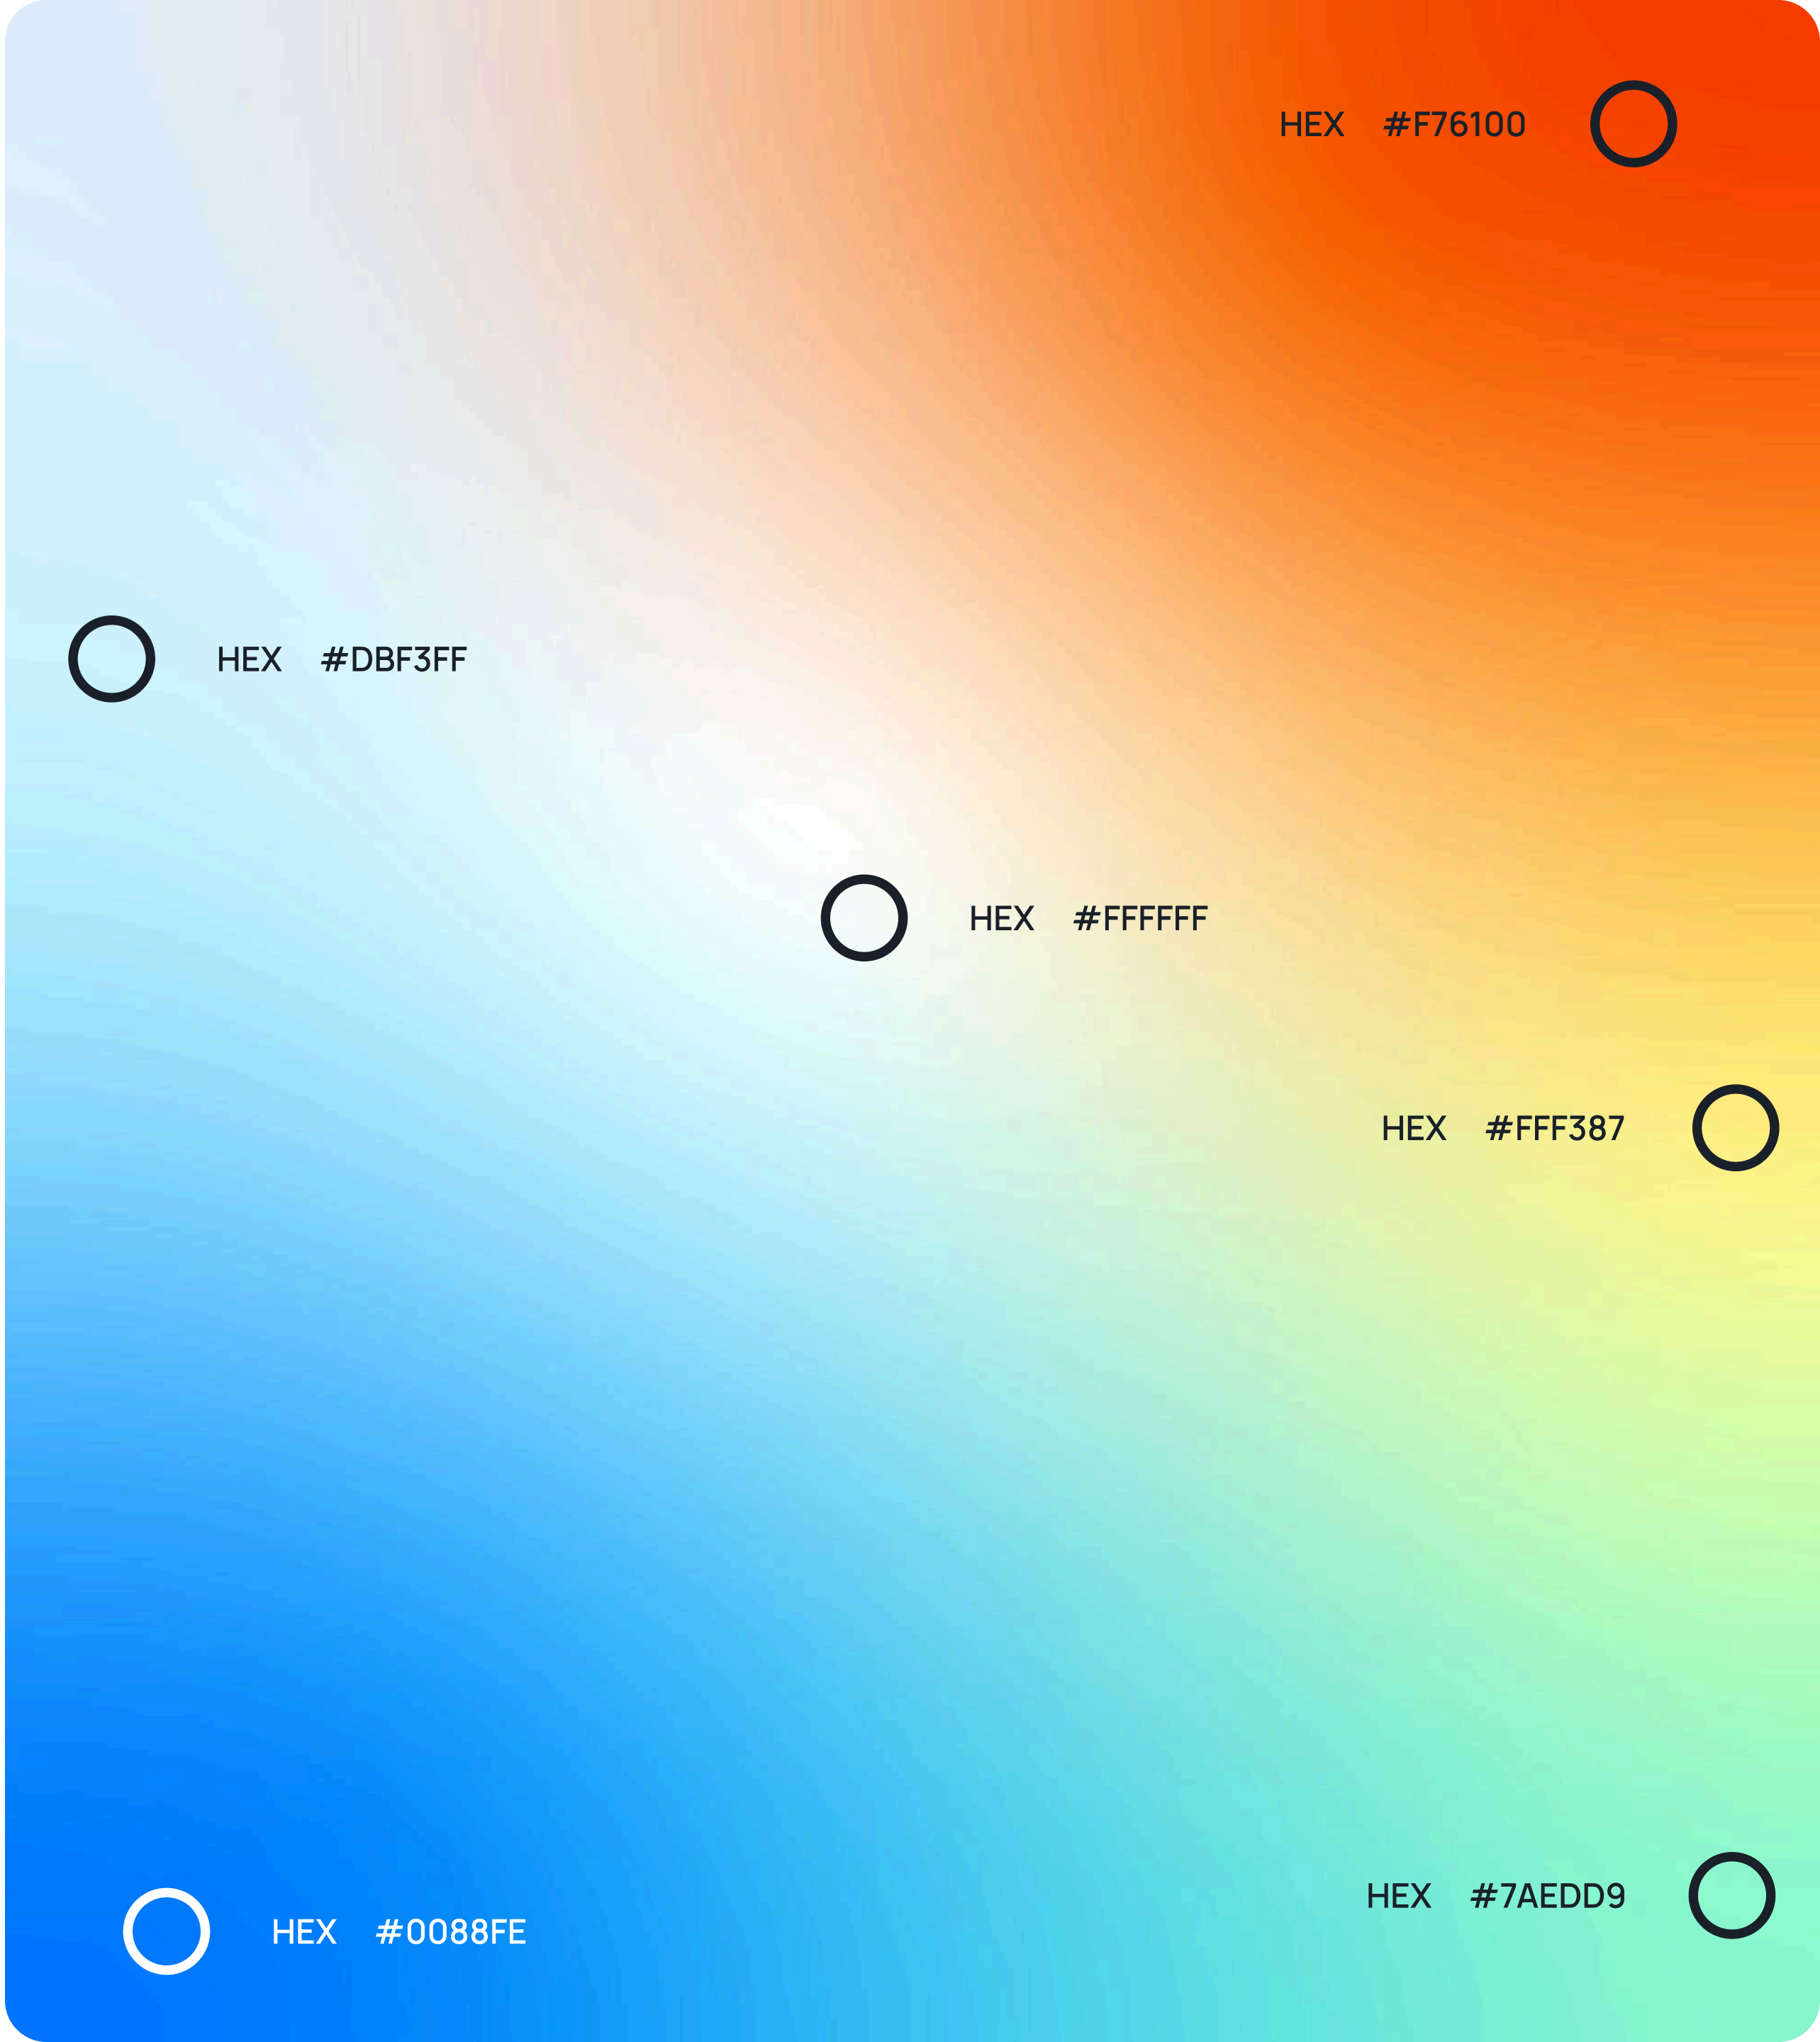 HEX #F76100
HEX #DBF3FF
HEX #FFFFFF
HEX #FFF387
HEX #7AEDD9
HEX #0088FE